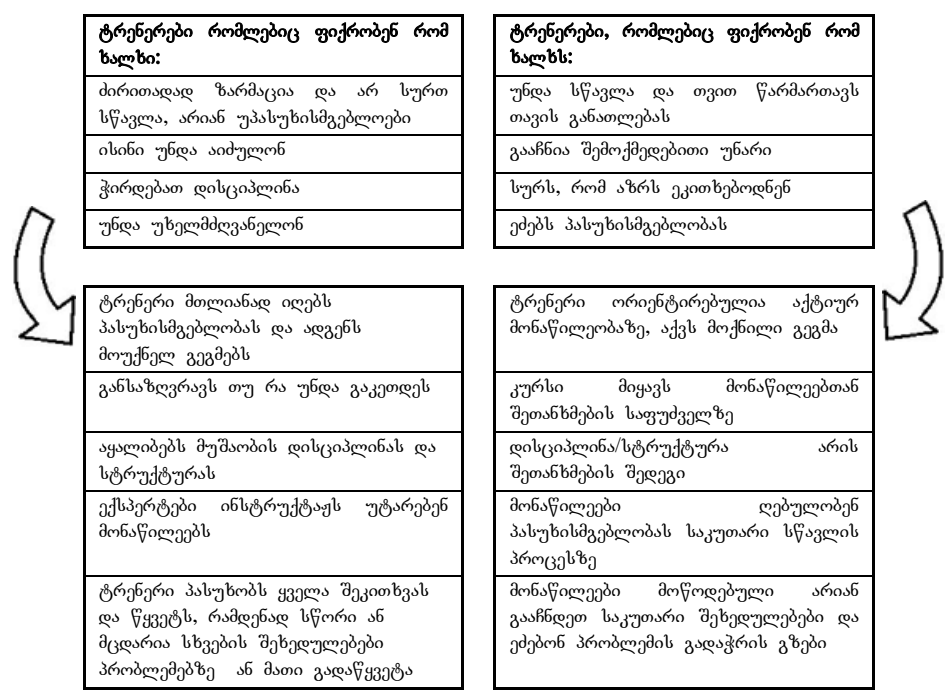 ტრენერები რომლებიც ფიქრობენ რომ
ხალხი:
ძირითადად ზარმაცია და არ სურთ
სწავლა, არიან უპასუხისმგებლოები
ისინი უნდა აიძულონ
ჭირდებათ დისციპლინა
უნდა უხელმძღვანელონ
ტრენერები, რომლებიც ფიქრობენ რომ
ხალხს:
უნდა სწავლა და თვით წარმართავს
თავის განათლებას
გააჩნია შემოქმედებითი უნარი
სურს, რომ აზრს ეკითხებოდნენ
ეძებს პასუხისმგებლობას
ტრენერი მთლიანად იღებს
პასუხისმგებლობას და ადგენს
მოუქნელ გეგმებს
განსაზღვრავს თუ რა უნდა გაკეთდეს
აყალიბებს მუშაობის დისციპლინას და
სტრუქტურას
ექსპერტები ინსტრუქტაჟს უტარებენ
მონაწილეებს
ტრენერი პასუხობს ყველა შეკითხვას
და წყვეტს, რამდენად სწორი ან
მცდარია სხვების შეხედულებები
პრობლემებზე ან მათი გადაწყვეტა
ტრენერი ორიენტირებულია აქტიურ
მონაწილეობაზე, აქვს მოქნილი გეგმა
კურსი მიყავს მონაწილეებთან
შეთანხმების საფუძველზე
დისციპლინა/სტრუქტურა არის
შეთანხმების შედეგი
მონაწილეები ღებულობენ
პასუხისმგებლობას საკუთარი სწავლის
პროცესზე
მონაწილეები მოწოდებული არიან
გააჩნდეთ საკუთარი შეხედულებები და
ეძებონ პრობლემის გადაჭრის გზები